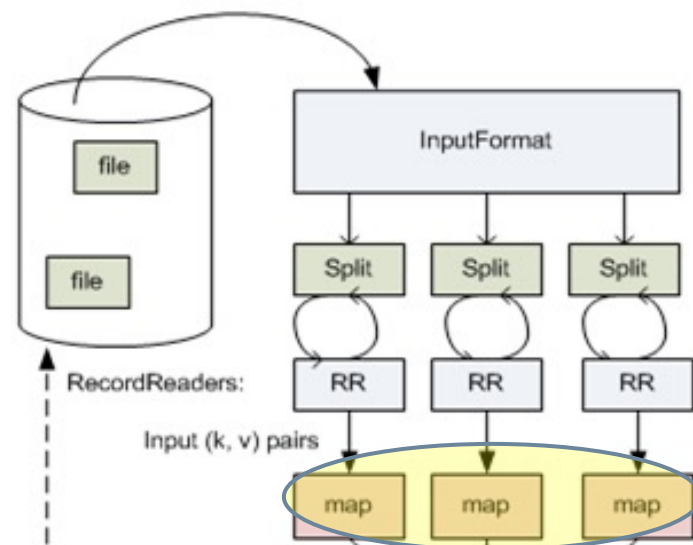 InputFormat
file
file
Split
Split
Split
RecordReaders:
RR
RR
RR
Input (k, v) pairs
map
map
map